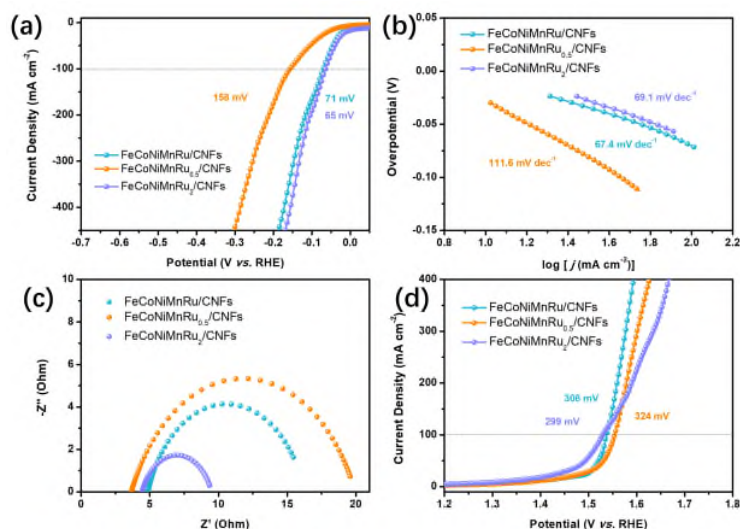 (a)
Current Density (mA cm⁻²)
0
-100
-200
-300
-400
158 mV
71 mV
65 mV
FeCoNiMnRu/CNFs
FeCoNiMnRu₀.₅/CNFs
FeCoNiMnRu₂/CNFs
-0.7 -0.6 -0.5 -0.4 -0.3 -0.2 -0.1 0.0
Potential (V vs. RHE)
(b)
Overpotential (V)
0.05
0.00
-0.05
-0.10
-0.15
FeCoNiMnRu/CNFs
FeCoNiMnRu₀.₅/CNFs
FeCoNiMnRu₂/CNFs
69.1 mV dec⁻¹
67.4 mV dec⁻¹
111.6 mV dec⁻¹
0.8 1.0 1.2 1.4 1.6 1.8 2.0 2.2
log [ j (mA cm⁻²)]
(c)
-Z'' (Ohm)
10
8
6
4
2
0
FeCoNiMnRu/CNFs
FeCoNiMnRu₀.₅/CNFs
FeCoNiMnRu₂/CNFs
0 5 10 15 20
Z' (Ohm)
(d)
Current Density (mA cm⁻²)
400
300
200
100
0
FeCoNiMnRu/CNFs
FeCoNiMnRu₀.₅/CNFs
FeCoNiMnRu₂/CNFs
306 mV
299 mV
324 mV
1.2 1.3 1.4 1.5 1.6 1.7
Potential (V vs. RHE)